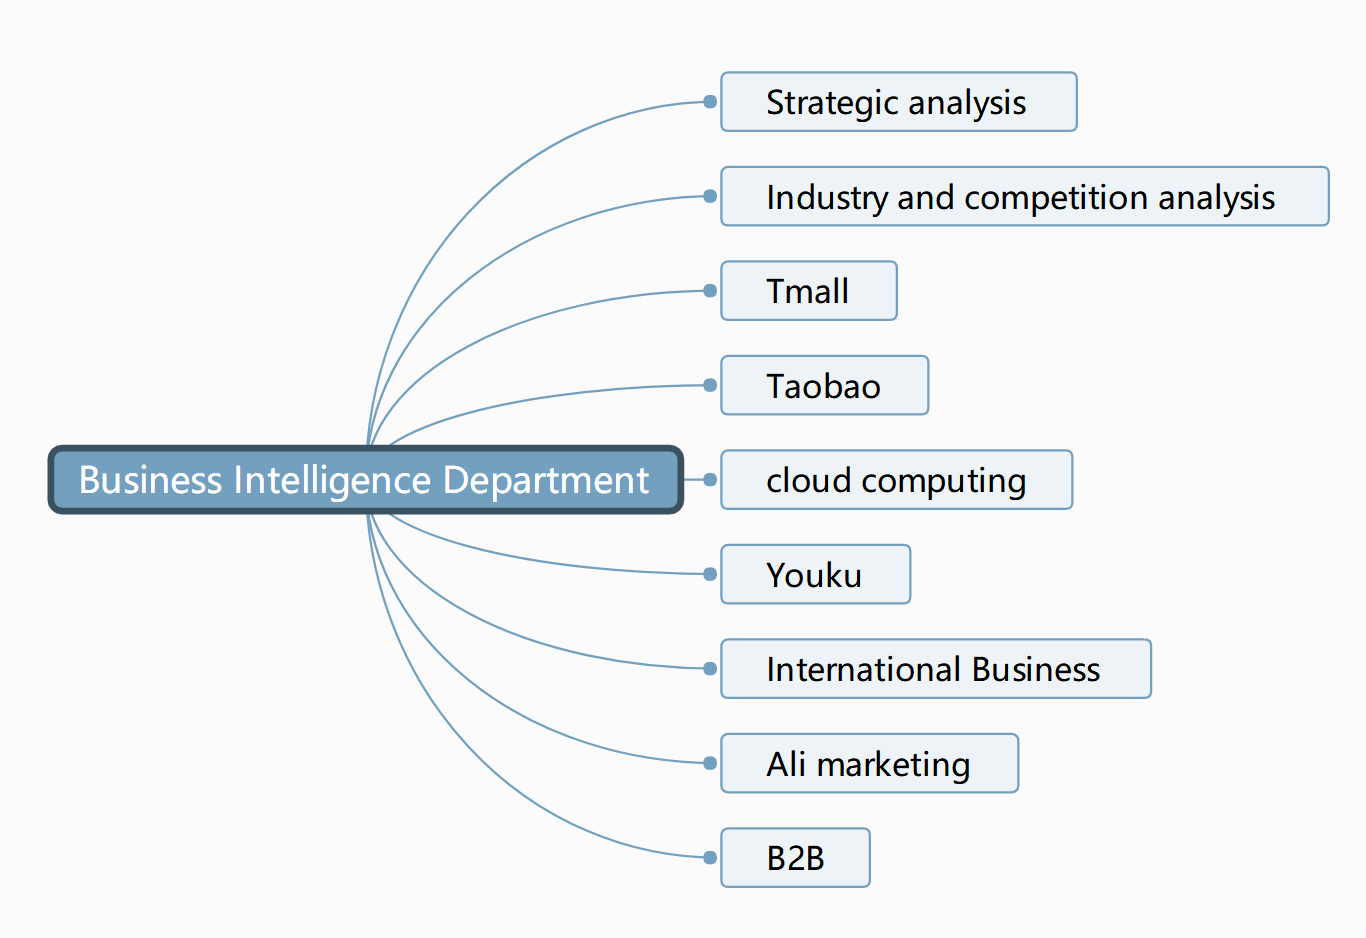 Strategic analysis
Industry and competition analysis
Tmall
Taobao
Business Intelligence Department
cloud computing
Youku
International Business
Ali marketing
B2B